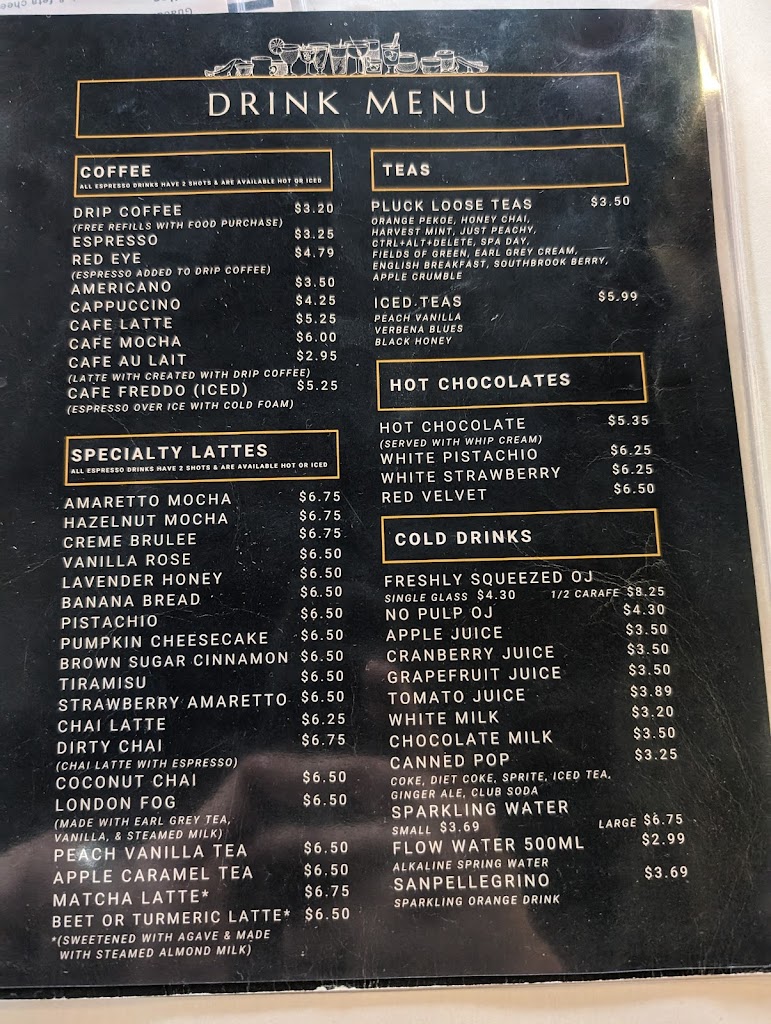 DRINK MENU
COFFEE
ALL ESPRESSO DRINKS HAVE 2 SHOTS & ARE AVAILABLE HOT OR ICED
DRIP COFFEE $3.20
(FREE REFILLS WITH FOOD PURCHASE)
ESPRESSO $3.25
RED EYE $4.79
(ESPRESSO ADDED TO DRIP COFFEE)
AMERICANO $3.50
CAPPUCCINO $4.25
CAFE LATTE $5.25
CAFE MOCHA $6.00
CAFE AU LAIT $2.95
(LATTE WITH CREATED WITH DRIP COFFEE)
CAFE FREDDO (ICED) $5.25
(ESPRESSO OVER ICE WITH COLD FOAM)
SPECIALTY LATTES
ALL ESPRESSO DRINKS HAVE 2 SHOTS & ARE AVAILABLE HOT OR ICED
AMARETTO MOCHA $6.75
HAZELNUT MOCHA $6.75
CREME BRULEE $6.75
VANILLA ROSE $6.50
LAVENDER HONEY $6.50
BANANA BREAD $6.50
PISTACHIO $6.50
PUMPKIN CHEESECAKE $6.50
BROWN SUGAR CINNAMON $6.50
TIRAMISU $6.50
STRAWBERRY AMARETTO $6.50
CHAI LATTE $6.25
DIRTY CHAI $6.75
(CHAI LATTE WITH ESPRESSO)
COCONUT CHAI $6.50
LONDON FOG $6.50
(MADE WITH EARL GREY TEA,
VANILLA, & STEAMED MILK)
PEACH VANILLA TEA $6.50
APPLE CARAMEL TEA $6.50
MATCHA LATTE* $6.75
BEET OR TURMERIC LATTE* $6.50
*(SWEETENED WITH AGAVE & MADE
WITH STEAMED ALMOND MILK)
TEAS
PLUCK LOOSE TEAS $3.50
ORANGE PEKOE, HONEY CHAI,
HARVEST MINT, JUST PEACHY,
CTRL+ALT+DELETE, SPA DAY,
FIELDS OF GREEN, EARL GREY CREAM,
ENGLISH BREAKFAST, SOUTHBROOK BERRY,
APPLE CRUMBLE
ICED TEAS $5.99
PEACH VANILLA
VERBENA BLUES
BLACK HONEY
HOT CHOCOLATES
HOT CHOCOLATE $5.35
(SERVED WITH WHIP CREAM)
WHITE PISTACHIO $6.25
WHITE STRAWBERRY $6.25
RED VELVET $6.50
COLD DRINKS
FRESHLY SQUEEZED OJ
SINGLE GLASS $4.30 1/2 CARAFE $8.25
NO PULP OJ $4.30
APPLE JUICE $3.50
CRANBERRY JUICE $3.50
GRAPEFRUIT JUICE $3.50
TOMATO JUICE $3.89
WHITE MILK $3.20
CHOCOLATE MILK $3.50
CANNED POP $3.25
COKE, DIET COKE, SPRITE, ICED TEA,
GINGER ALE, CLUB SODA
SPARKLING WATER
SMALL $3.69 LARGE $6.75
FLOW WATER 500ML $2.99
ALKALINE SPRING WATER
SANPELLEGRINO $3.69
SPARKLING ORANGE DRINK